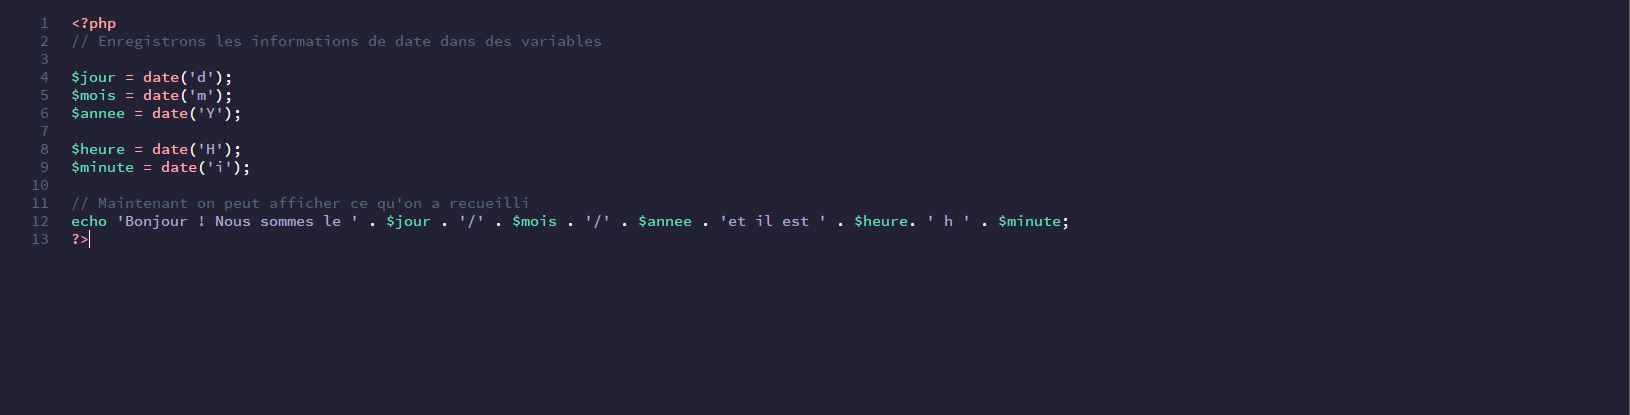 1 <?php
2 // Enregistrons les informations de date dans des variables
3
4 $jour = date('d');
5 $mois = date('m');
6 $annee = date('Y');
7
8 $heure = date('H');
9 $minute = date('i');
10
11 // Maintenant on peut afficher ce qu'on a recueilli
12 echo 'Bonjour ! Nous sommes le ' . $jour . '/' . $mois . '/' . $annee . 'et il est ' . $heure. ' h ' . $minute;
13 ?>